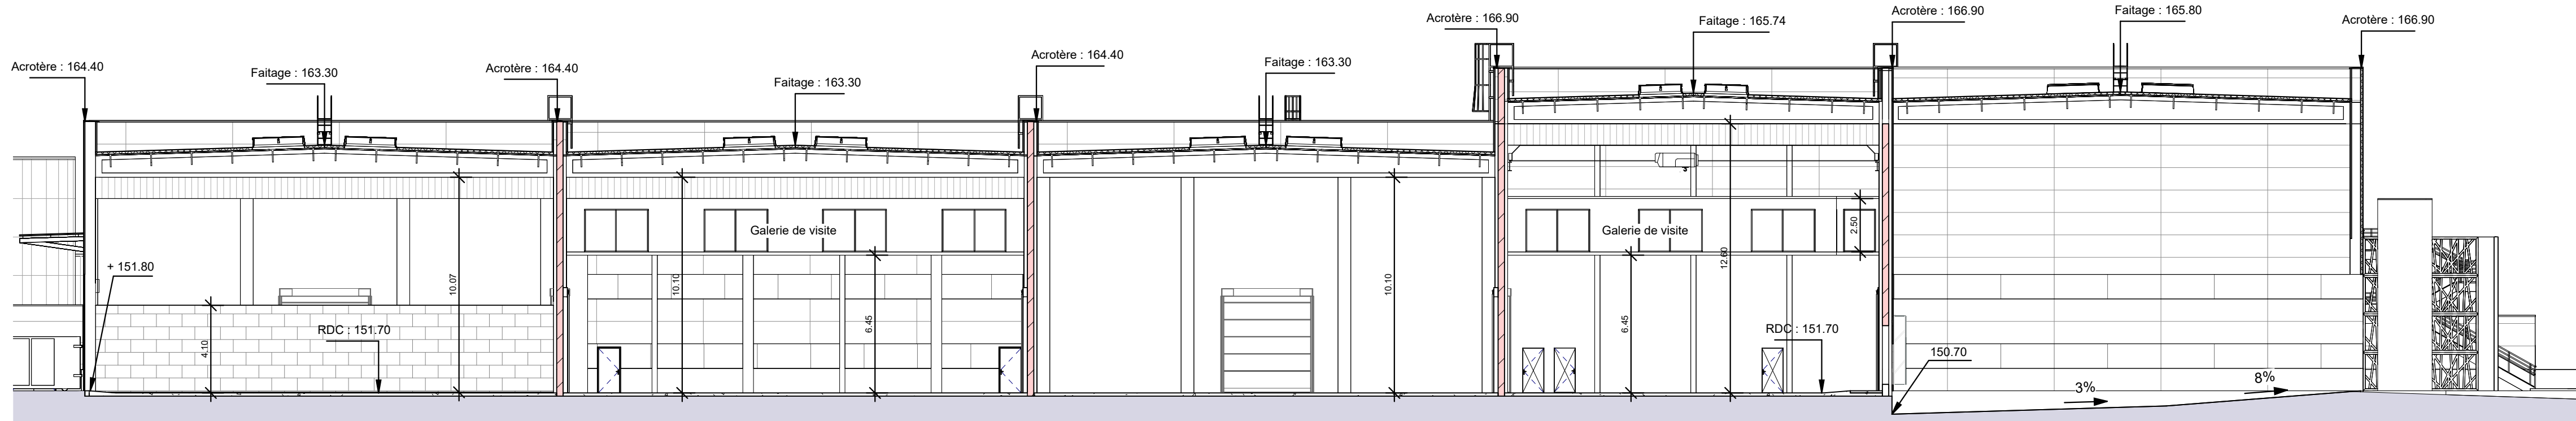 Acrotère : 164.40
Faitage : 163.30
Acrotère : 164.40
Faitage : 163.30
Acrotère : 164.40
Faitage : 163.30
Acrotère : 166.90
Faitage : 165.74
Acrotère : 166.90
Faitage : 165.80
Acrotère : 166.90
+ 151.80
4.10
RDC : 151.70
10.07
10.10
Galerie de visite
6.45
10.10
Galerie de visite
6.45
12.60
2.50
RDC : 151.70
150.70
3%
8%